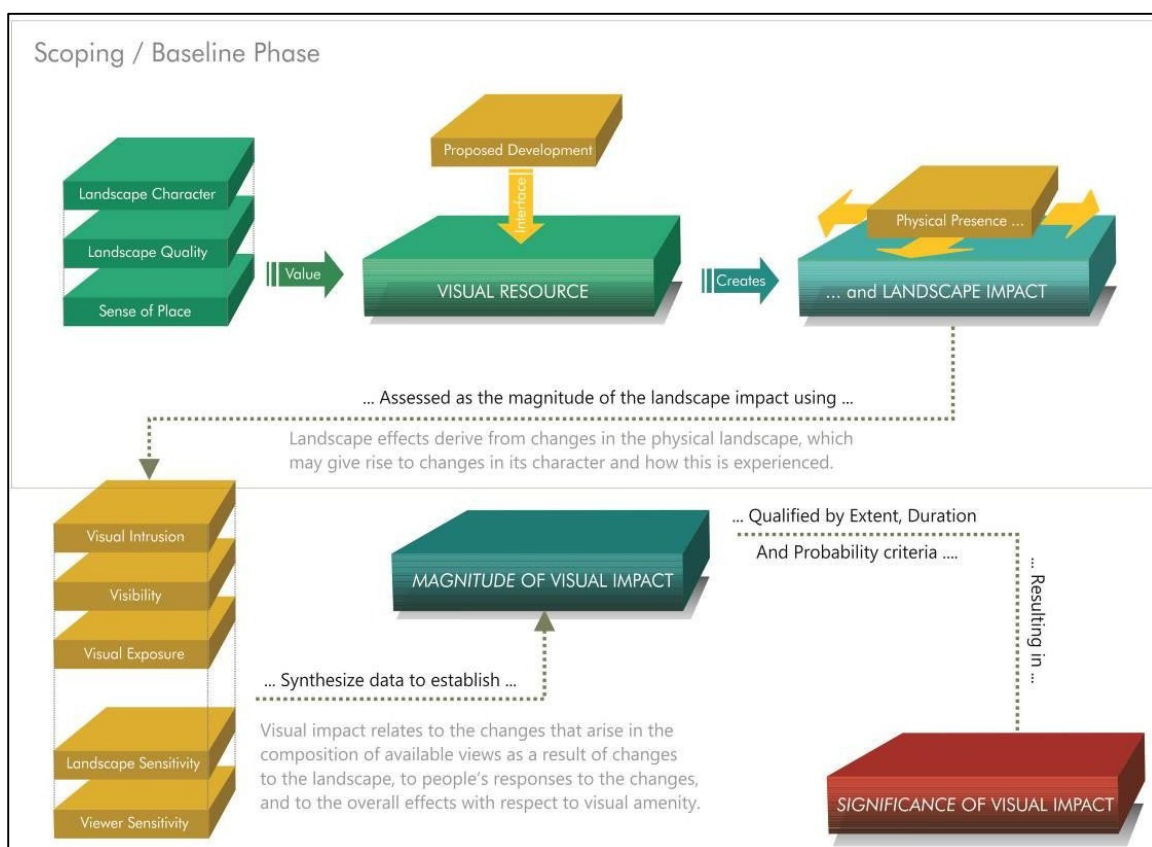 Scoping / Baseline Phase
Proposed Development
Landscape Character
Landscape Quality
Sense of Place
Value
Interface
VISUAL RESOURCE
Creates
Physical Presence ...
... and LANDSCAPE IMPACT
... Assessed as the magnitude of the landscape impact using ...
Landscape effects derive from changes in the physical landscape, which
may give rise to changes in its character and how this is experienced.
Visual Intrusion
Visibility
Visual Exposure
Landscape Sensitivity
Viewer Sensitivity
... Synthesize data to establish ...
Visual impact relates to the changes that arise in the
composition of available views as a result of changes
to the landscape, to people's responses to the changes,
and to the overall effects with respect to visual amenity.
MAGNITUDE OF VISUAL IMPACT
... Qualified by Extent, Duration
And Probability criteria ....
... Resulting in ...
SIGNIFICANCE OF VISUAL IMPACT